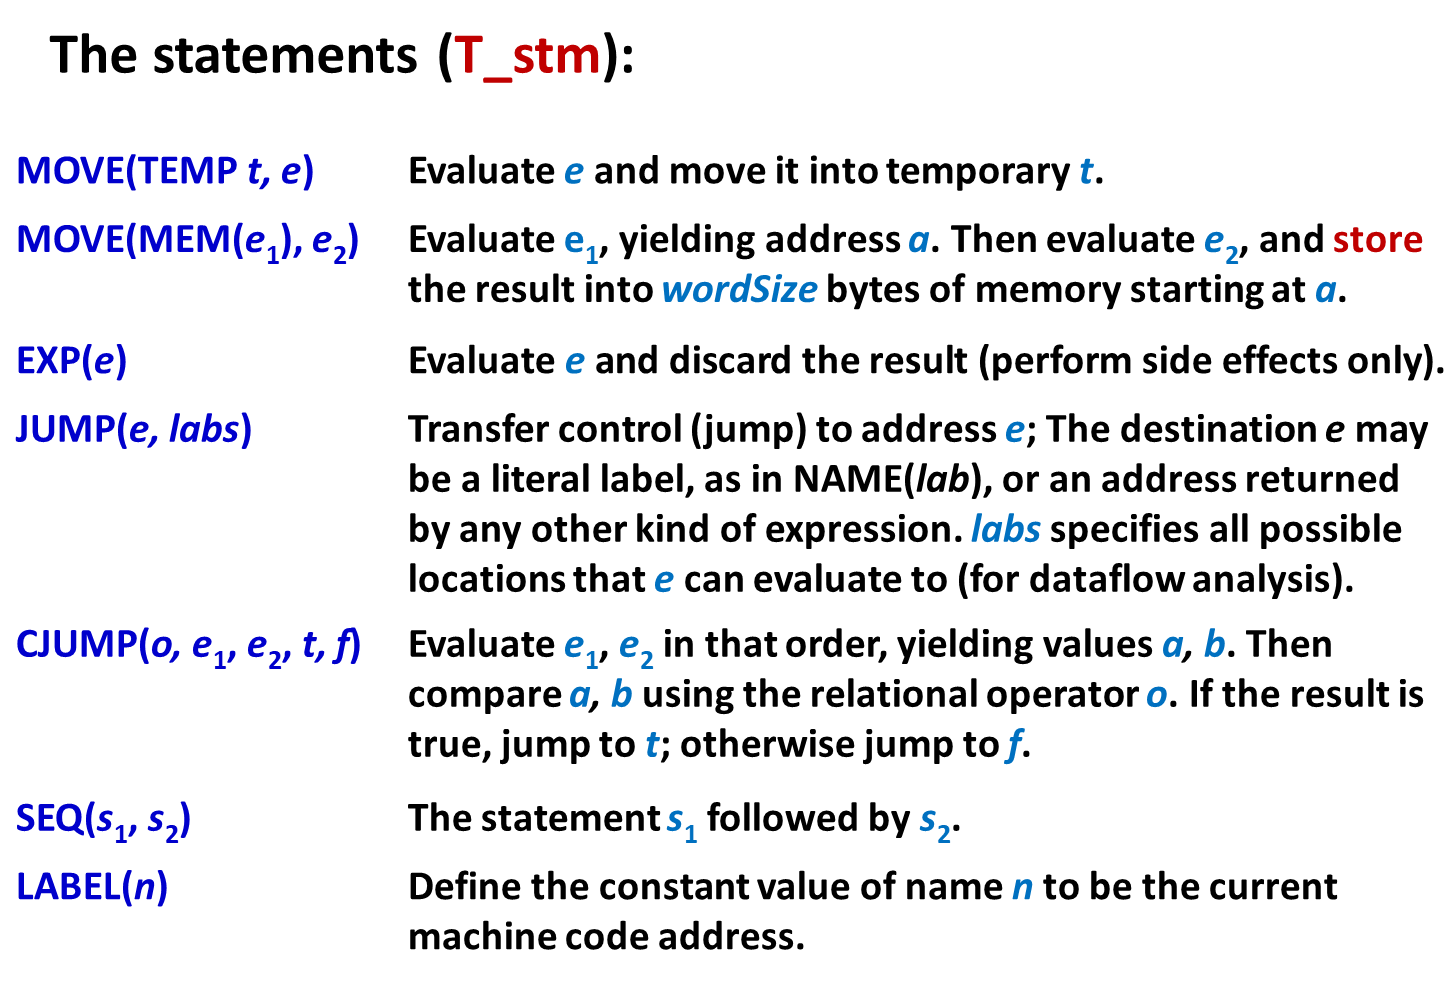 The statements (T_stm):
MOVE(TEMP t, e) Evaluate e and move it into temporary t.
MOVE(MEM(e1), e2) Evaluate e1, yielding address a. Then evaluate e2, and store
the result into wordSize bytes of memory starting at a.
EXP(e) Evaluate e and discard the result (perform side effects only).
JUMP(e, labs) Transfer control (jump) to address e; The destination e may
be a literal label, as in NAME(lab), or an address returned
by any other kind of expression. labs specifies all possible
locations that e can evaluate to (for dataflow analysis).
CJUMP(o, e1, e2, t, f) Evaluate e1, e2 in that order, yielding values a, b. Then
compare a, b using the relational operator o. If the result is
true, jump to t; otherwise jump to f.
SEQ(s1, s2) The statement s1 followed by s2.
LABEL(n) Define the constant value of name n to be the current
machine code address.